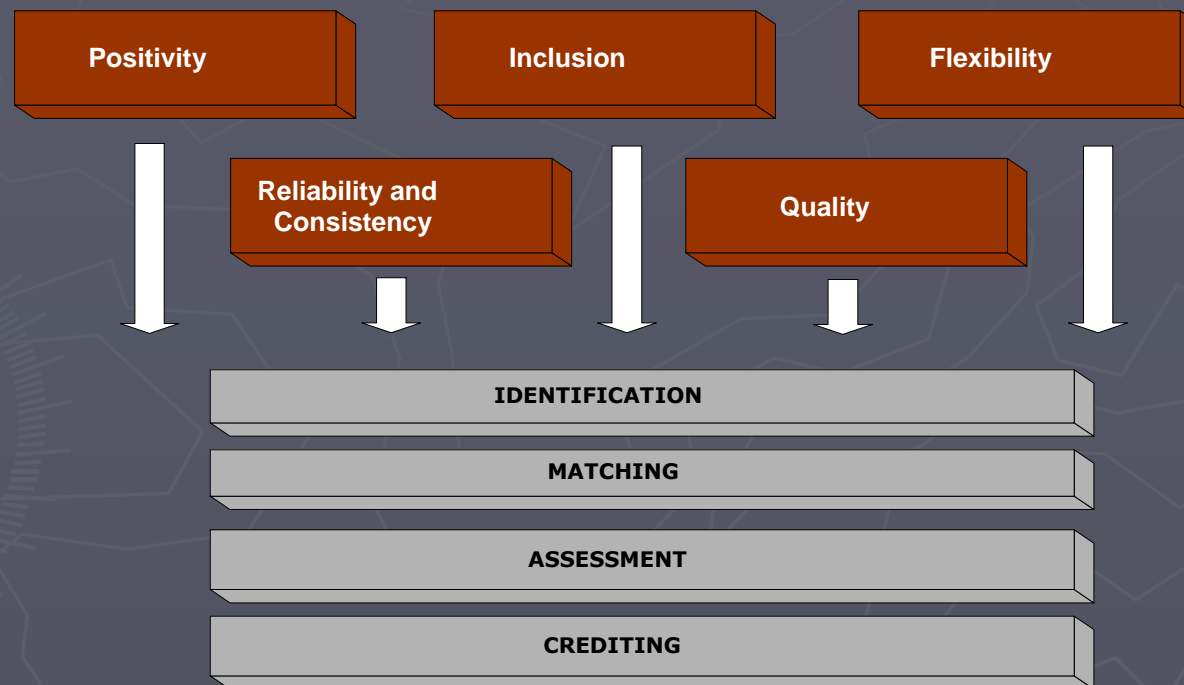 Positivity
Inclusion
Flexibility
Reliability and
Consistency
Quality
IDENTIFICATION
MATCHING
ASSESSMENT
CREDITING